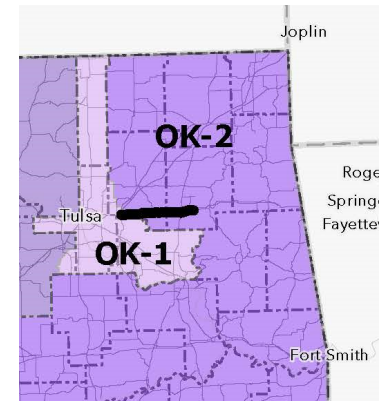 Joplin
OK-2
Roge
Springe
Tulsa
Fayettev
OK-1
Fort Smith